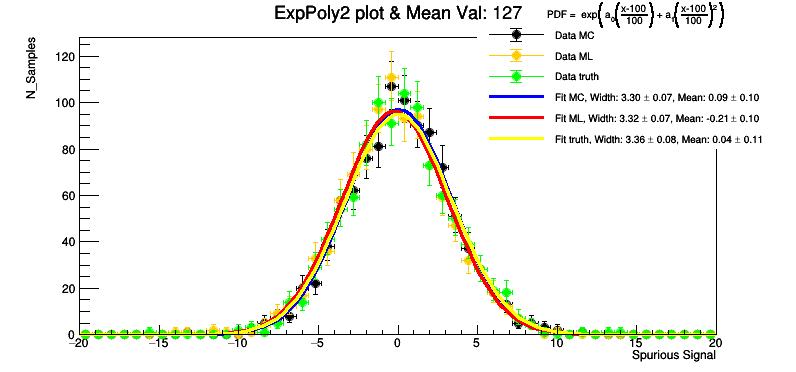 ExpPoly2 plot & Mean Val: 127
PDF = exp(a₀(x-100/100) + a₁(x-100/100)²)
N_Samples
Data MC
Data ML
Data truth
Fit MC, Width: 3.30 ± 0.07, Mean: 0.09 ± 0.10
Fit ML, Width: 3.32 ± 0.07, Mean: -0.21 ± 0.10
Fit truth, Width: 3.36 ± 0.08, Mean: 0.04 ± 0.11
120
100
80
60
40
20
0
−20 −15 −10 −5 0 5 10 15 20
Spurious Signal